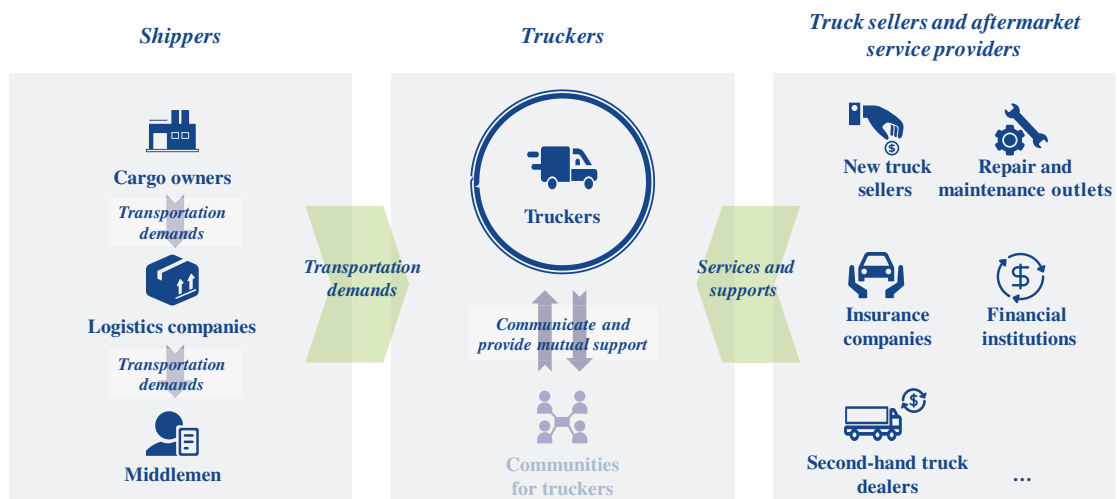 Shippers
Cargo owners
Transportation
demands
Logistics companies
Transportation
demands
Middlemen
Transportation
demands
Truckers
Truckers
Communicate and
provide mutual support
Communities
for truckers
Services and
supports
Truck sellers and aftermarket
service providers
New truck
sellers
Repair and
maintenance outlets
Insurance
companies
Financial
institutions
Second-hand truck
dealers
...